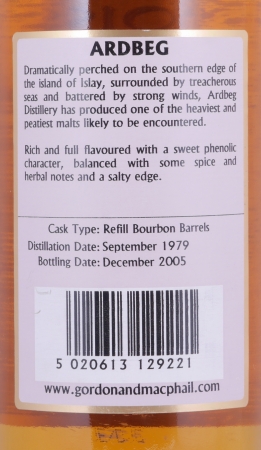 ARDBEG
Dramatically perched on the southern edge of
the island of Islay, surrounded by treacherous
seas and battered by strong winds, Ardbeg
Distillery has produced one of the heaviest and
peatiest malts likely to be encountered.
Rich and full flavoured with a sweet phenolic
character, balanced with some spice and
herbal notes and a salty edge.
Cask Type: Refill Bourbon Barrels
Distillation Date: September 1979
Bottling Date: December 2005
5 020613 129221
www.gordonandmacphail.com